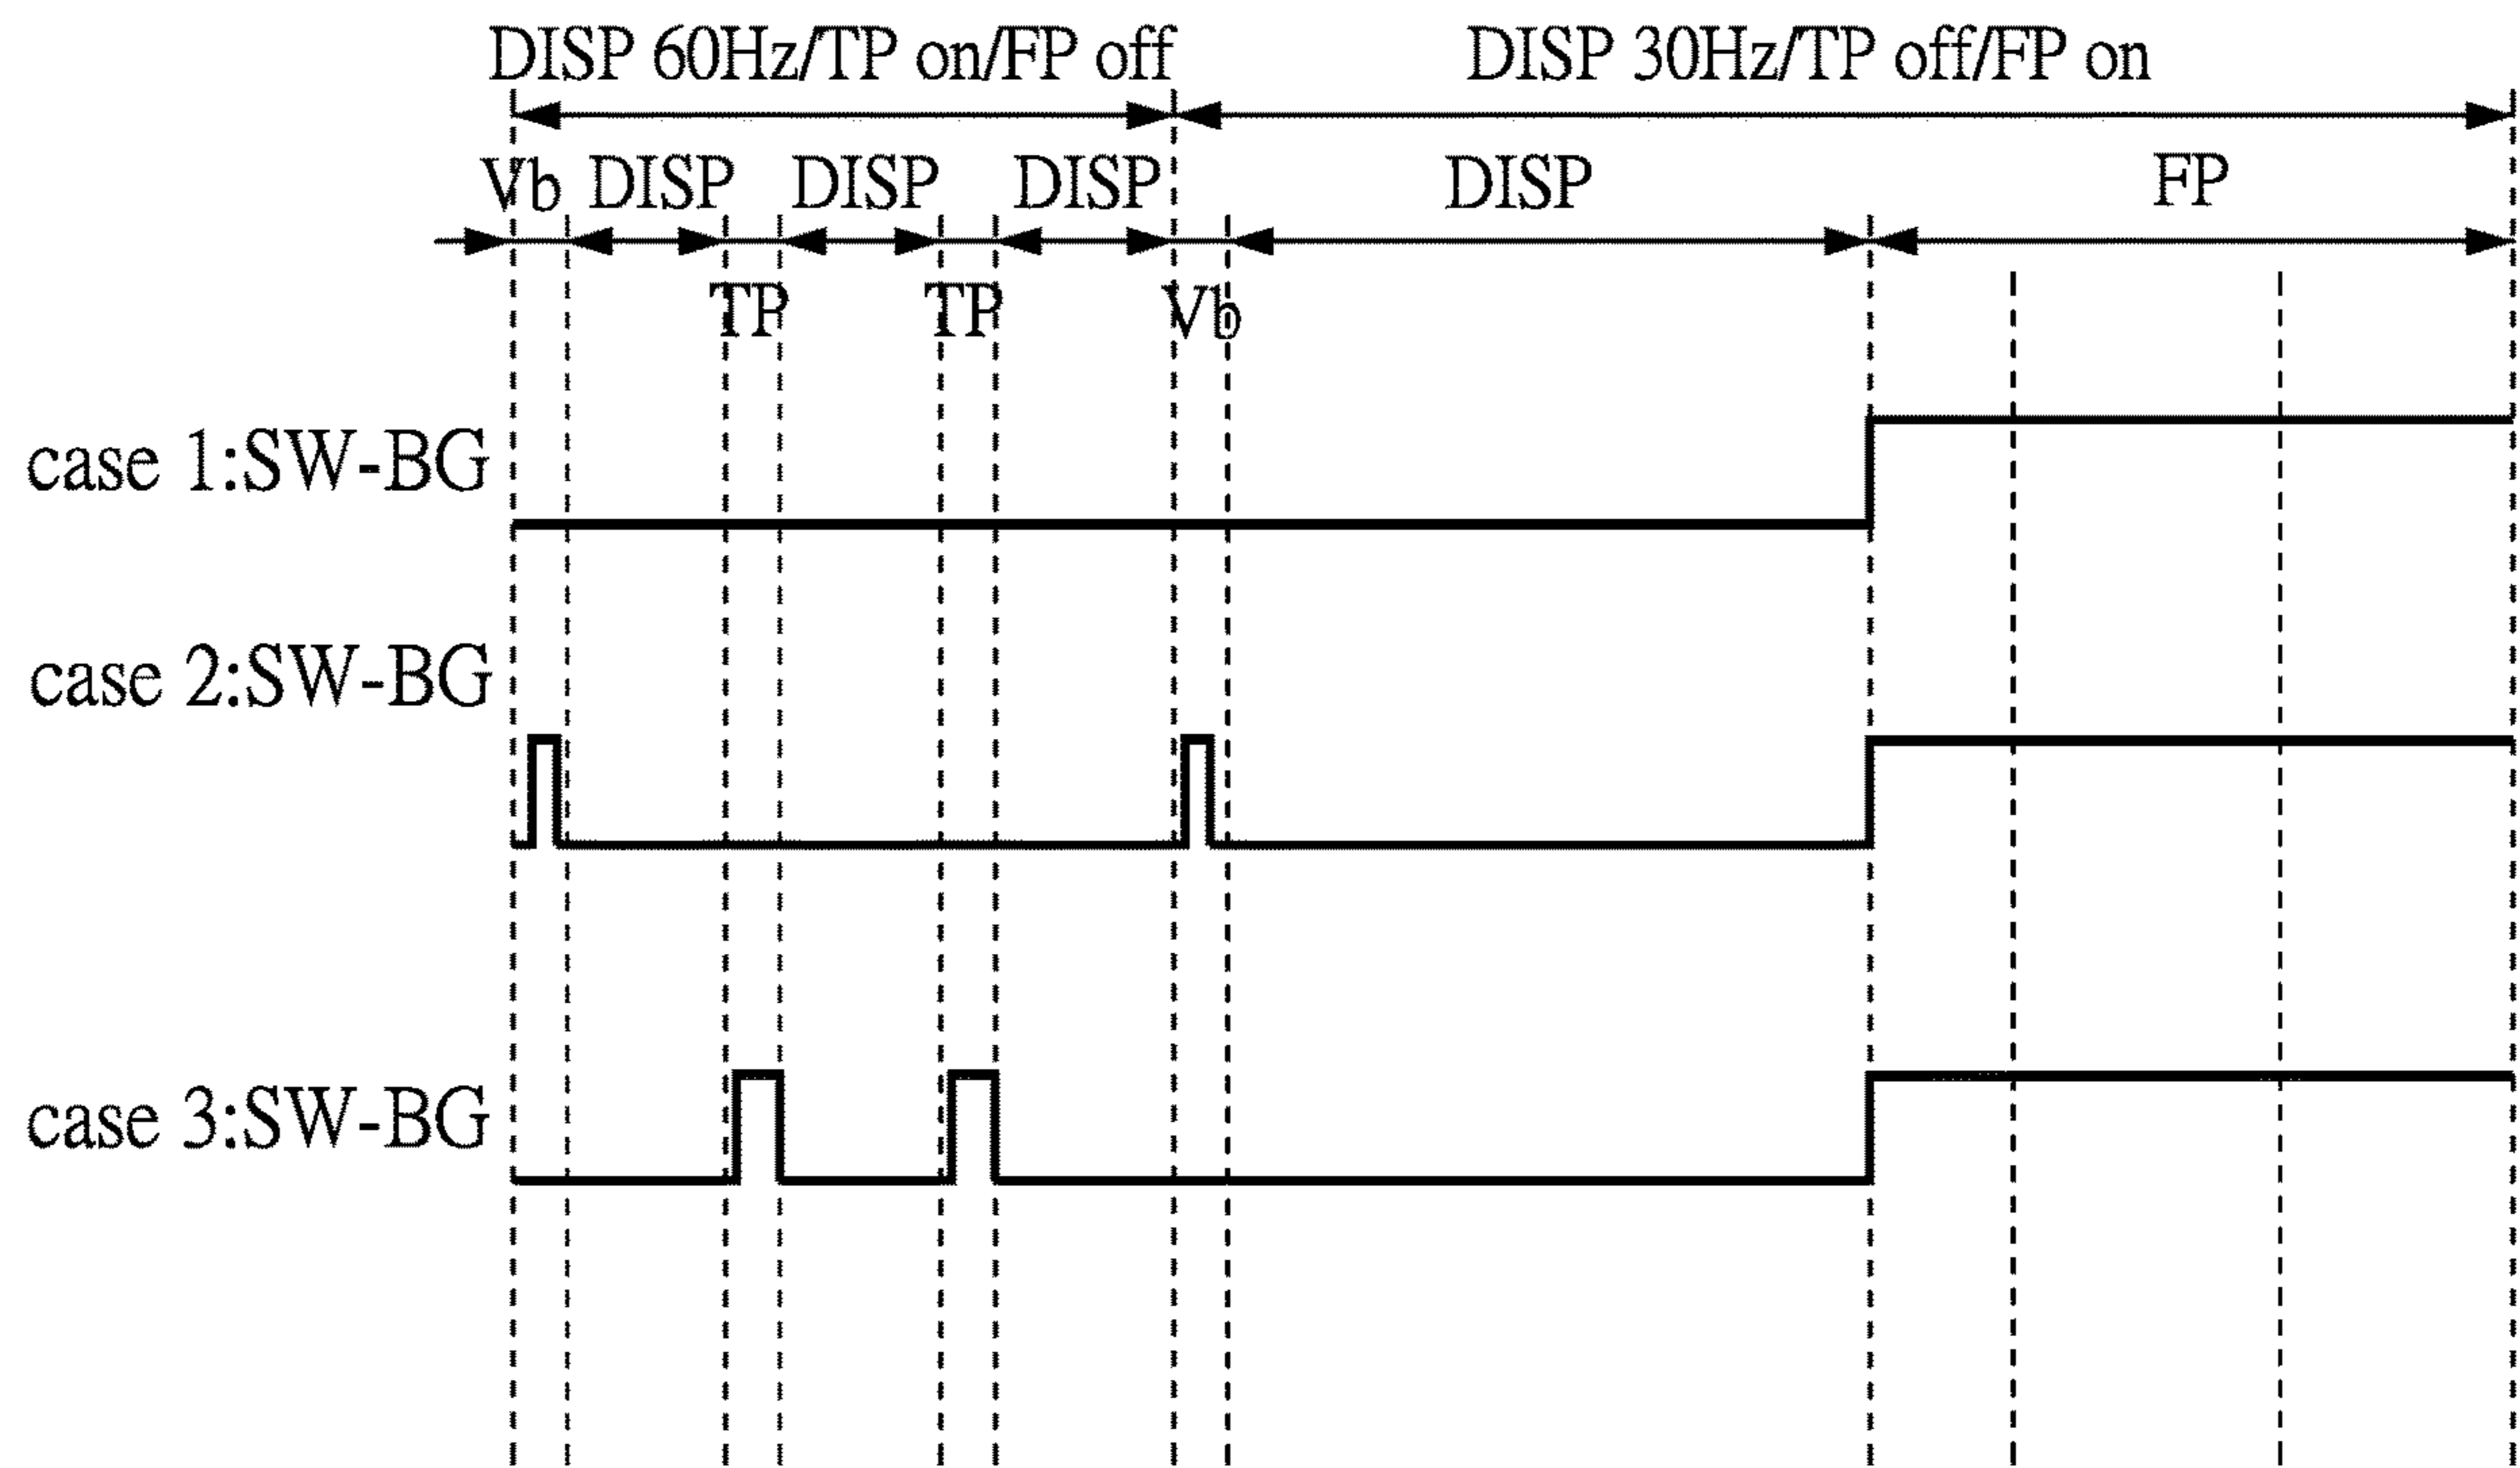 DISP 60Hz/TP on/FP off DISP 30Hz/TP off/FP on
Vb DISP DISP DISP DISP FP
TP TP Vb
case 1:SW-BG
case 2:SW-BG
case 3:SW-BG